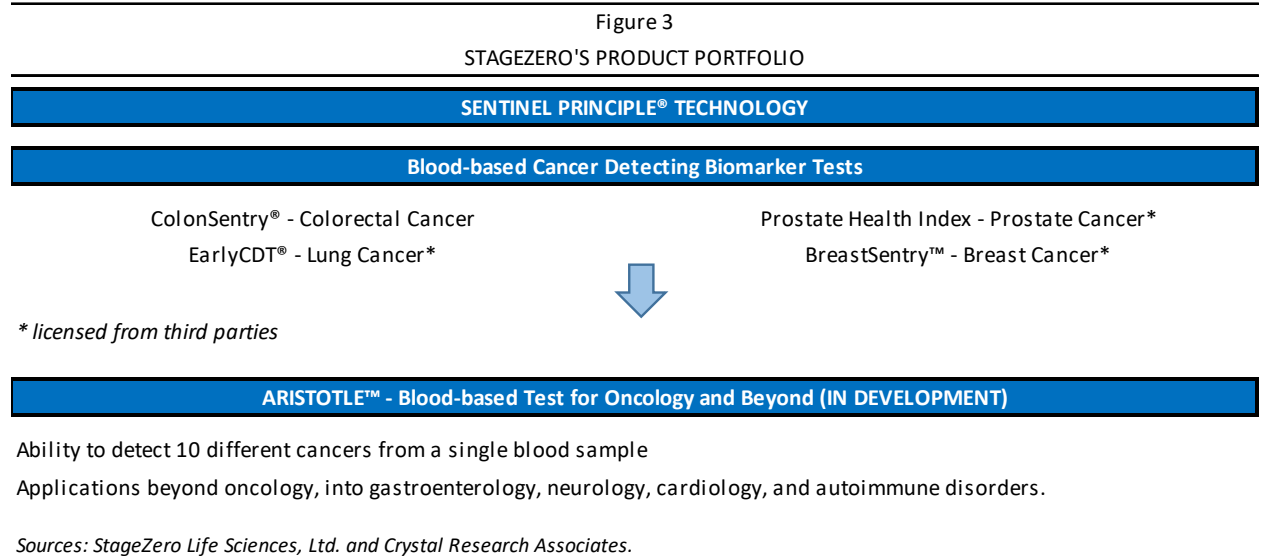 Figure 3
STAGEZERO'S PRODUCT PORTFOLIO
SENTINEL PRINCIPLE® TECHNOLOGY
Blood-based Cancer Detecting Biomarker Tests
ColonSentry® - Colorectal Cancer
EarlyCDT® - Lung Cancer*
Prostate Health Index - Prostate Cancer*
BreastSentry™ - Breast Cancer*
* licensed from third parties
ARISTOTLE™ - Blood-based Test for Oncology and Beyond (IN DEVELOPMENT)
Ability to detect 10 different cancers from a single blood sample
Applications beyond oncology, into gastroenterology, neurology, cardiology, and autoimmune disorders.
Sources: StageZero Life Sciences, Ltd. and Crystal Research Associates.